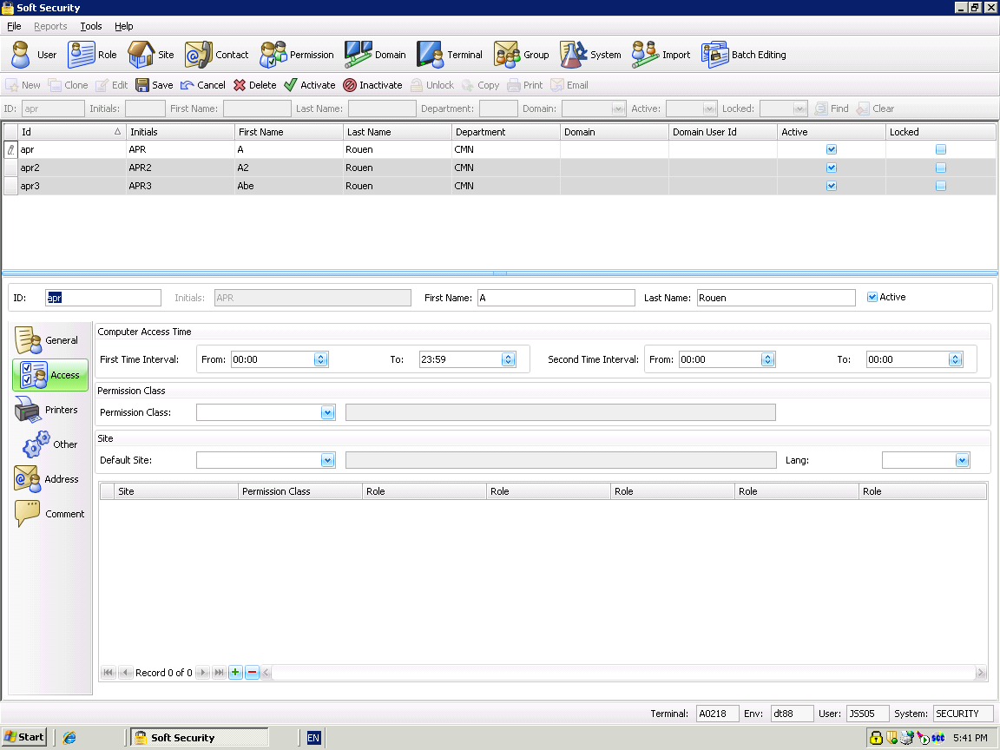 Soft Security
File Reports Tools Help
User Role Site Contact Permission Domain Terminal Group System Import Batch Editing
New Clone Edit Save Cancel Delete Activate Inactivate Unlock Copy Print Email
ID: apr Initials: First Name: Last Name: Department: Domain: Active: Locked: Find Clear
Id Initials First Name Last Name Department Domain Domain User Id Active Locked
apr APR A Rouen CMN
apr2 APR2 A2 Rouen CMN
apr3 APR3 Abe Rouen CMN
ID: apr Initials: APR First Name: A Last Name: Rouen Active
General
Access
Printers
Other
Address
Comment
Computer Access Time
First Time Interval: From: 00:00 To: 23:59 Second Time Interval: From: 00:00 To: 00:00
Permission Class
Permission Class:
Site
Default Site: Lang:
Site Permission Class Role Role Role Role Role
Record 0 of 0
Terminal: A0218 Env: dt88 User: JSS05 System: SECURITY
Start Soft Security EN scc 5:41 PM